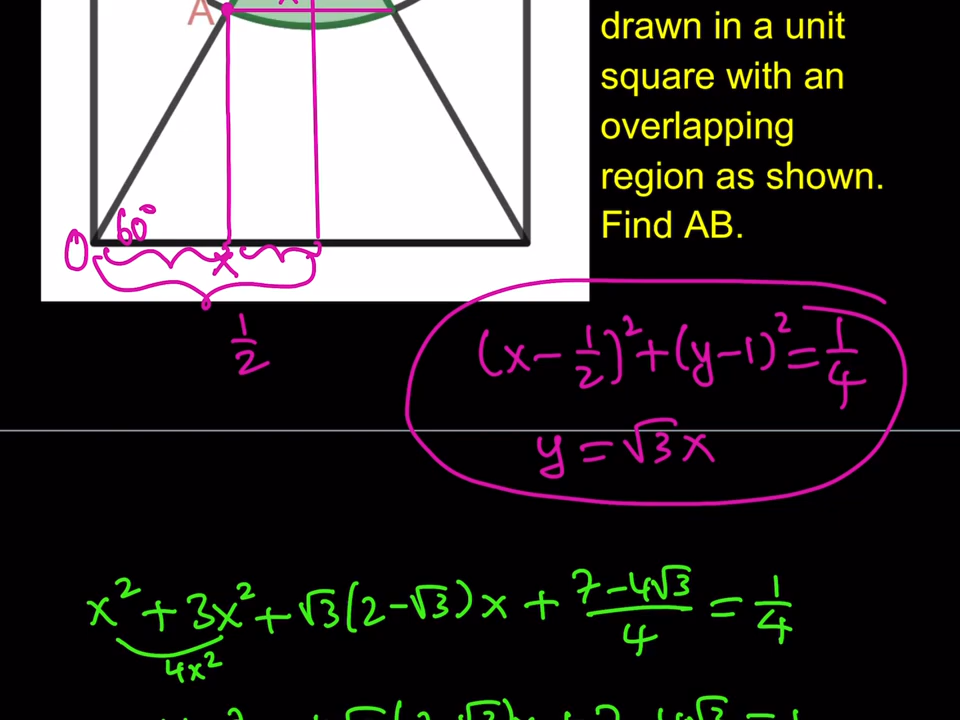 A
x
drawn in a unit
square with an
overlapping
region as shown.
Find AB.
60°
O
x
1/2
(x - 1/2)² + (y - 1)² = 1/4
y = √3x
x² + 3x² + √3(2 - √3)x + (7 - 4√3)/4 = 1/4
4x²